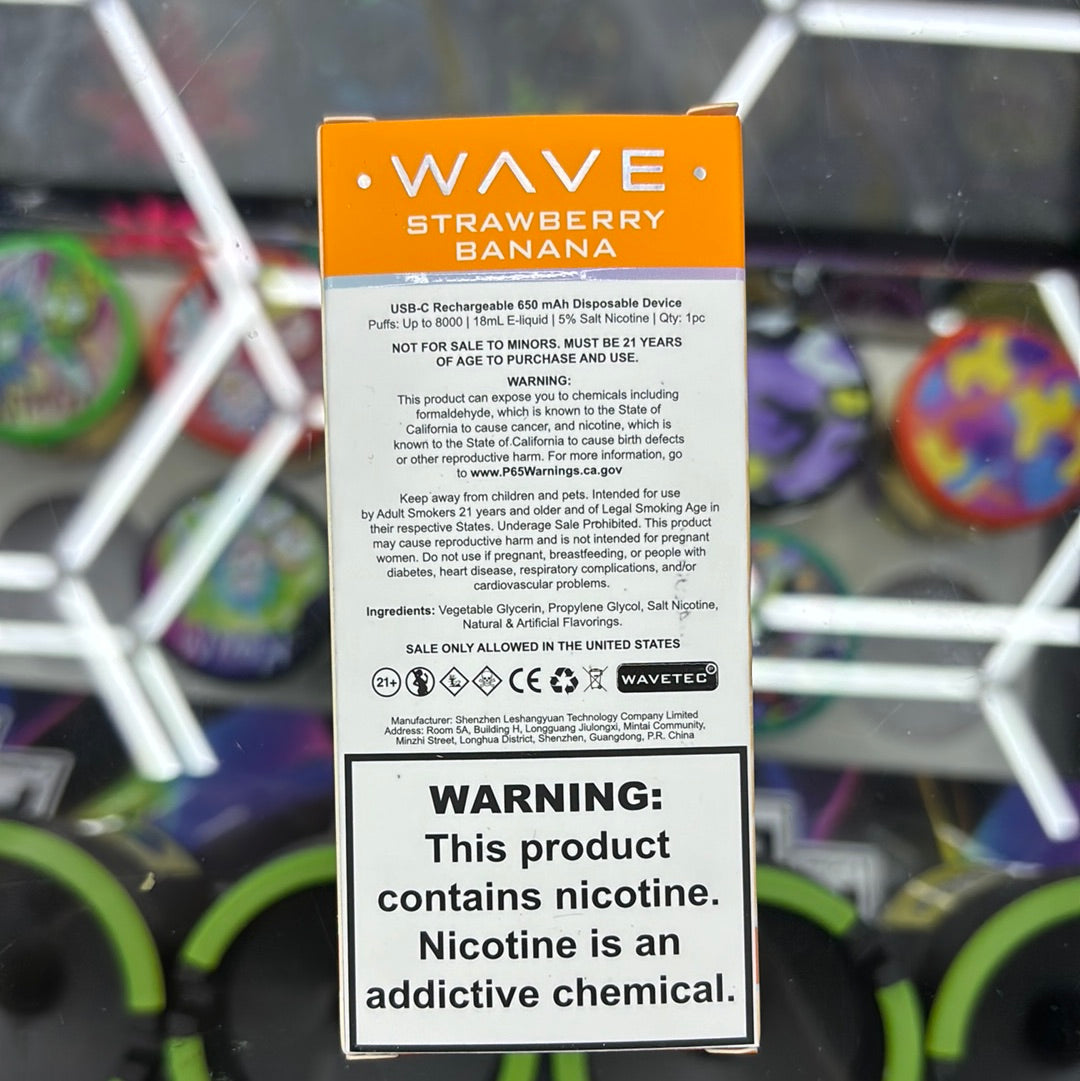 WAVE
STRAWBERRY
BANANA
USB-C Rechargeable 650 mAh Disposable Device
Puffs: Up to 8000 | 18mL E-liquid | 5% Salt Nicotine | Qty: 1pc
NOT FOR SALE TO MINORS. MUST BE 21 YEARS
OF AGE TO PURCHASE AND USE.
WARNING:
This product can expose you to chemicals including
formaldehyde, which is known to the State of
California to cause cancer, and nicotine, which is
known to the State of California to cause birth defects
or other reproductive harm. For more information, go
to www.P65Warnings.ca.gov
Keep away from children and pets. Intended for use
by Adult Smokers 21 years and older and of Legal Smoking Age in
their respective States. Underage Sale Prohibited. This product
may cause reproductive harm and is not intended for pregnant
women. Do not use if pregnant, breastfeeding, or people with
diabetes, heart disease, respiratory complications, and/or
cardiovascular problems.
Ingredients: Vegetable Glycerin, Propylene Glycol, Salt Nicotine,
Natural & Artificial Flavorings.
SALE ONLY ALLOWED IN THE UNITED STATES
21+ CE WAVETEC
Manufacturer: Shenzhen Leshangyuan Technology Company Limited
Address: Room 5A, Building H, Longguang Jiulongxi, Mintai Community,
Minzhi Street, Longhua District, Shenzhen, Guangdong, P.R. China
WARNING:
This product
contains nicotine.
Nicotine is an
addictive chemical.